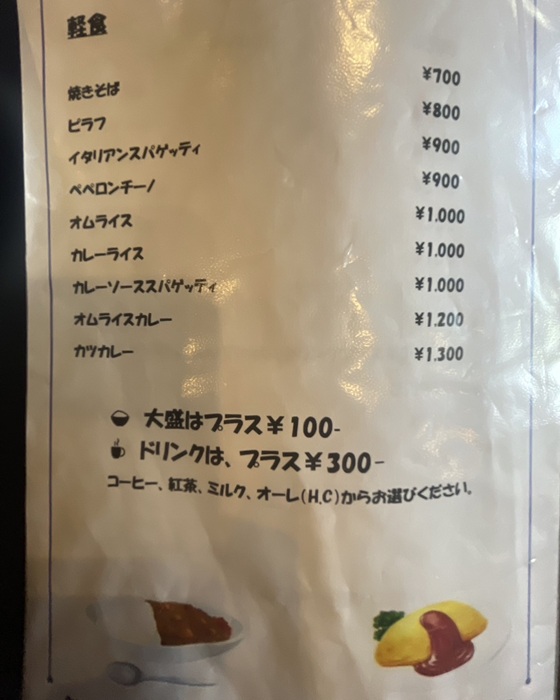 軽食
焼きそば ¥700
ピラフ ¥800
イタリアンスパゲッティ ¥900
ペペロンチーノ ¥900
オムライス ¥1.000
カレーライス ¥1.000
カレーソーススパゲッティ ¥1.000
オムライスカレー ¥1.200
カツカレー ¥1.300
大盛はプラス¥100-
ドリンクは、プラス¥300-
コーヒー、紅茶、ミルク、オーレ(H,C)からお選びください。